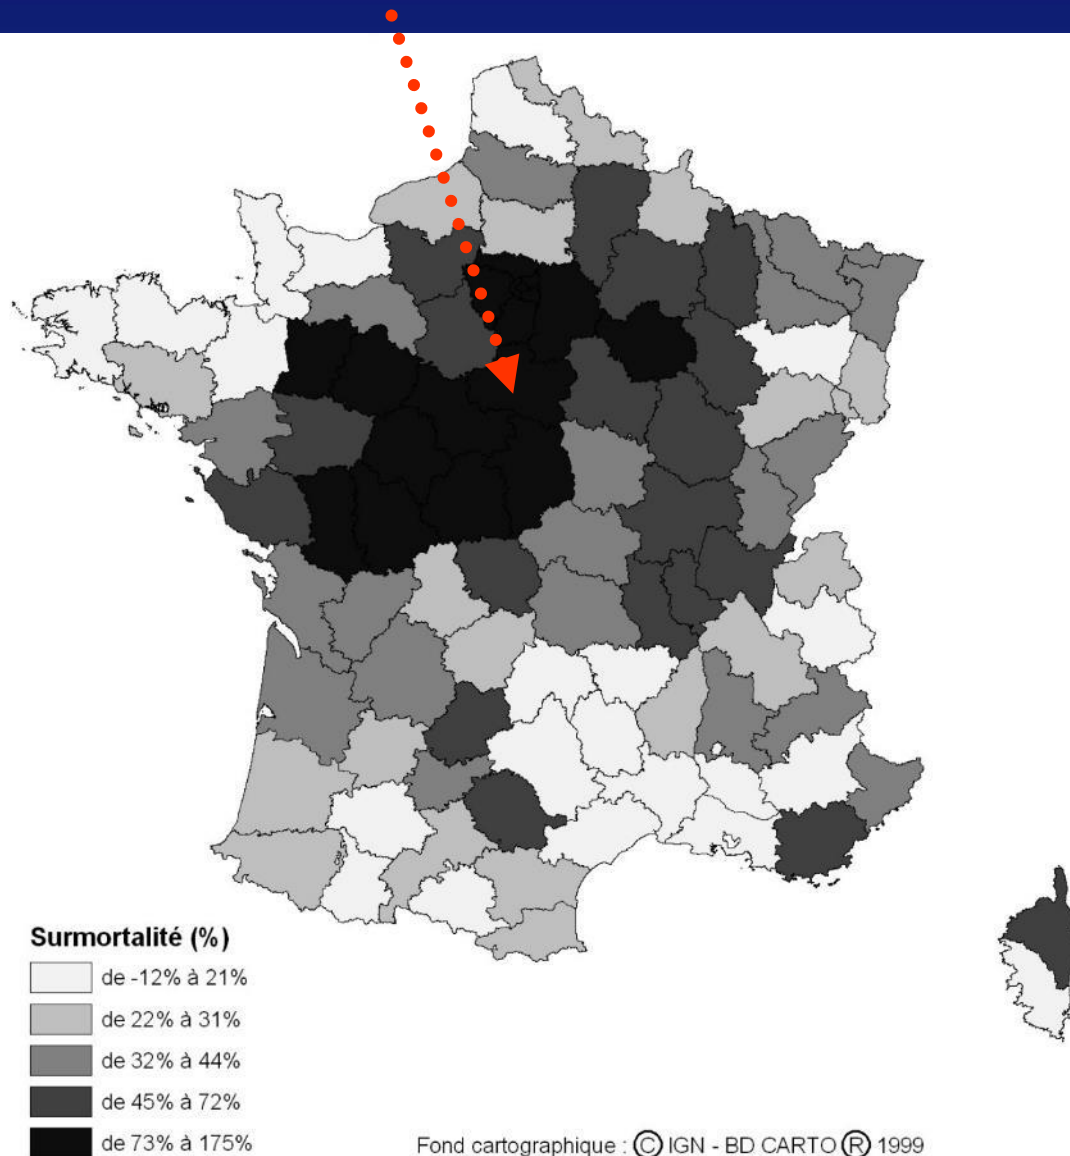 Surmortalité (%)
de -12% à 21%
de 22% à 31%
de 32% à 44%
de 45% à 72%
de 73% à 175%
Fond cartographique : Ⓒ IGN - BD CARTO Ⓡ 1999